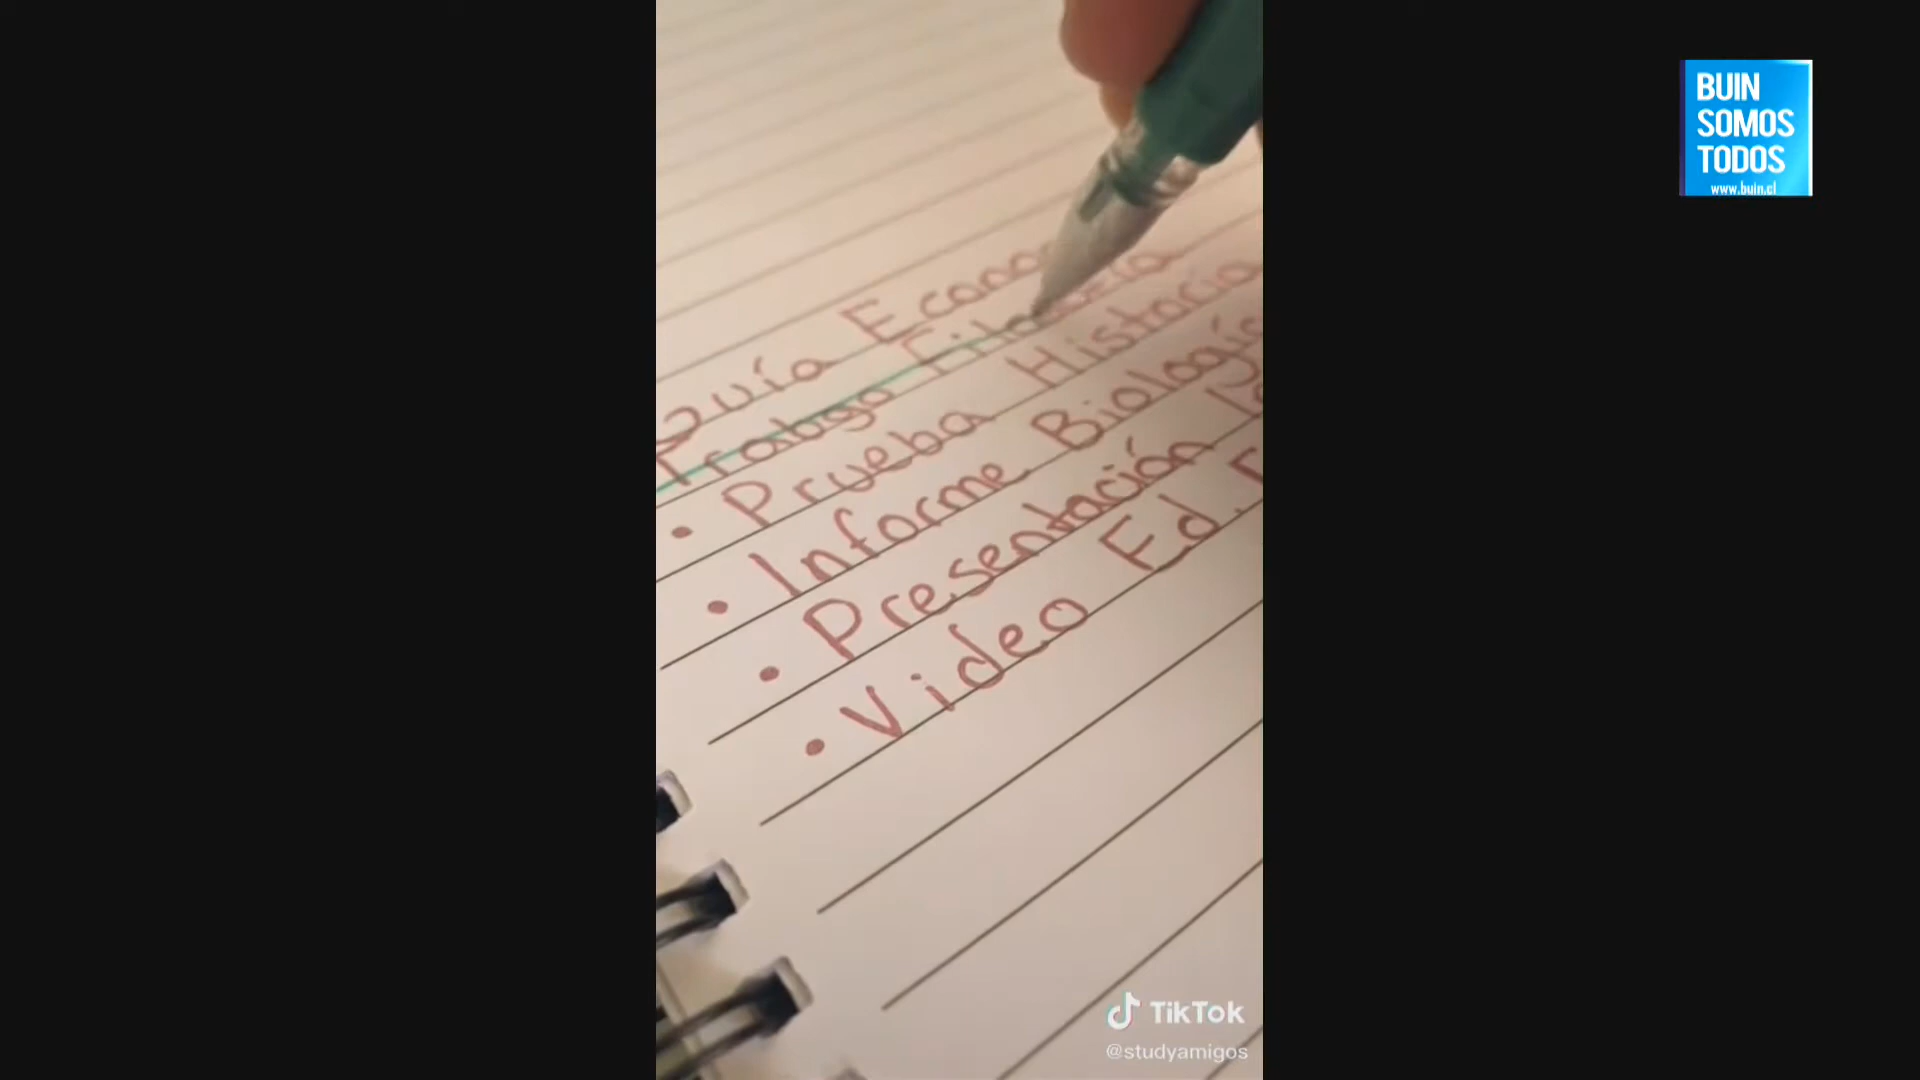 Guía Econo
Trabajo Filosofía
• Prueba Historia
• Informe Biología
• Presentación
• Video Ed.
BUIN
SOMOS
TODOS
www.buin.cl
TikTok
@studyamigos